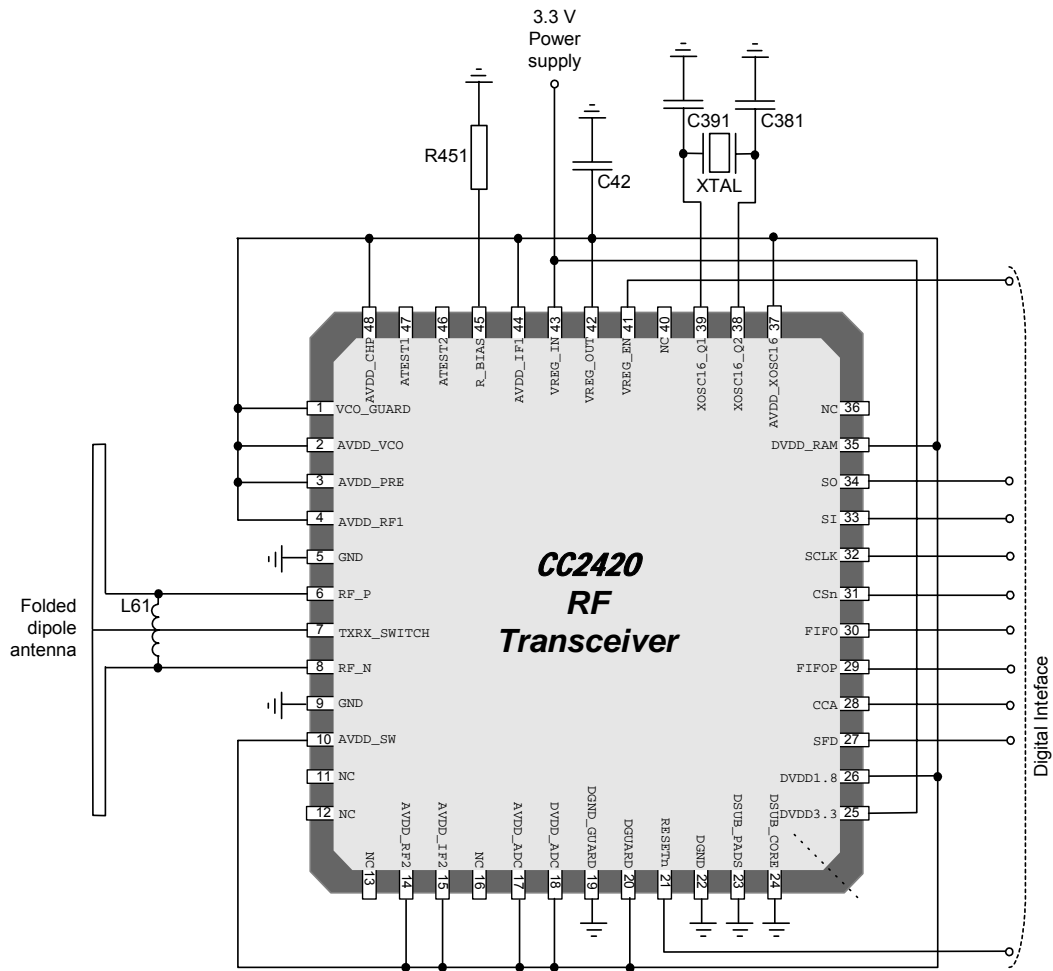 3.3 V
Power
supply
C391
C381
R451
C42
XTAL
48
47
46
45
44
43
42
41
40
39
38
37
AVDD_CHP
ATEST1
ATEST2
R_BIAS
AVDD_IF1
VREG_IN
VREG_OUT
VREG_EN
NC
XOSC16_Q1
XOSC16_Q2
AVDD_XOSC16
1 VCO_GUARD
2 AVDD_VCO
3 AVDD_PRE
4 AVDD_RF1
5 GND
6 RF_P
7 TXRX_SWITCH
8 RF_N
9 GND
10 AVDD_SW
11 NC
12 NC
L61
Folded
dipole
antenna
CC2420
RF
Transceiver
NC 36
DVDD_RAM 35
SO 34
SI 33
SCLK 32
CSn 31
FIFO 30
FIFOP 29
CCA 28
SFD 27
DVDD1.8 26
DVDD3.3 25
Digital Inteface
NC
AVDD_RF2
AVDD_IF2
NC
AVDD_ADC
DVDD_ADC
DGND_GUARD
DGUARD
RESETn
DGND
DSUB_PADS
DSUB_CORE
13
14
15
16
17
18
19
20
21
22
23
24